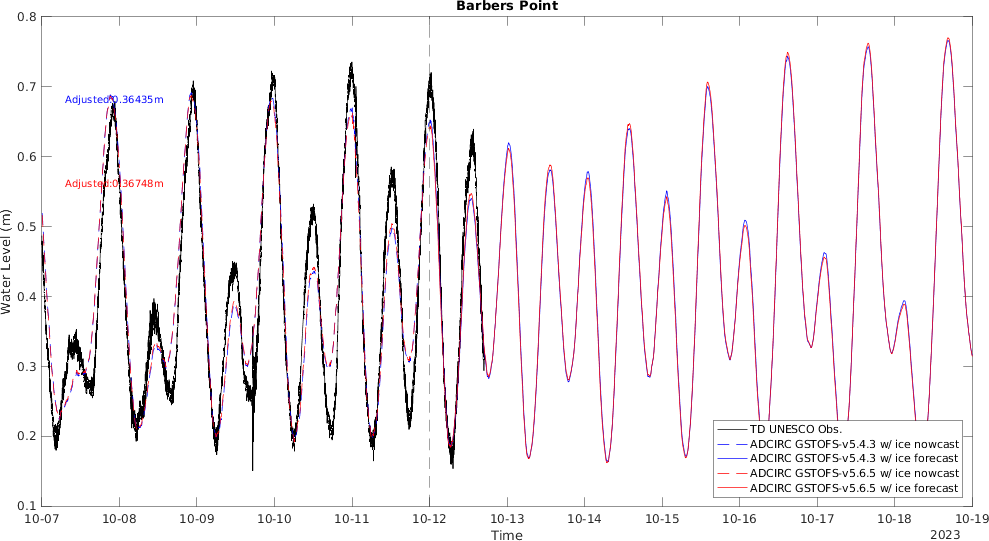 Barbers Point
Water Level (m)
0.8
0.7
0.6
0.5
0.4
0.3
0.2
0.1
Adjusted:0.36435m
Adjusted:0.36748m
TD UNESCO Obs.
ADCIRC GSTOFS-v5.4.3 w/ ice nowcast
ADCIRC GSTOFS-v5.4.3 w/ ice forecast
ADCIRC GSTOFS-v5.6.5 w/ ice nowcast
ADCIRC GSTOFS-v5.6.5 w/ ice forecast
10-07 10-08 10-09 10-10 10-11 10-12 10-13 10-14 10-15 10-16 10-17 10-18 10-19
Time
2023